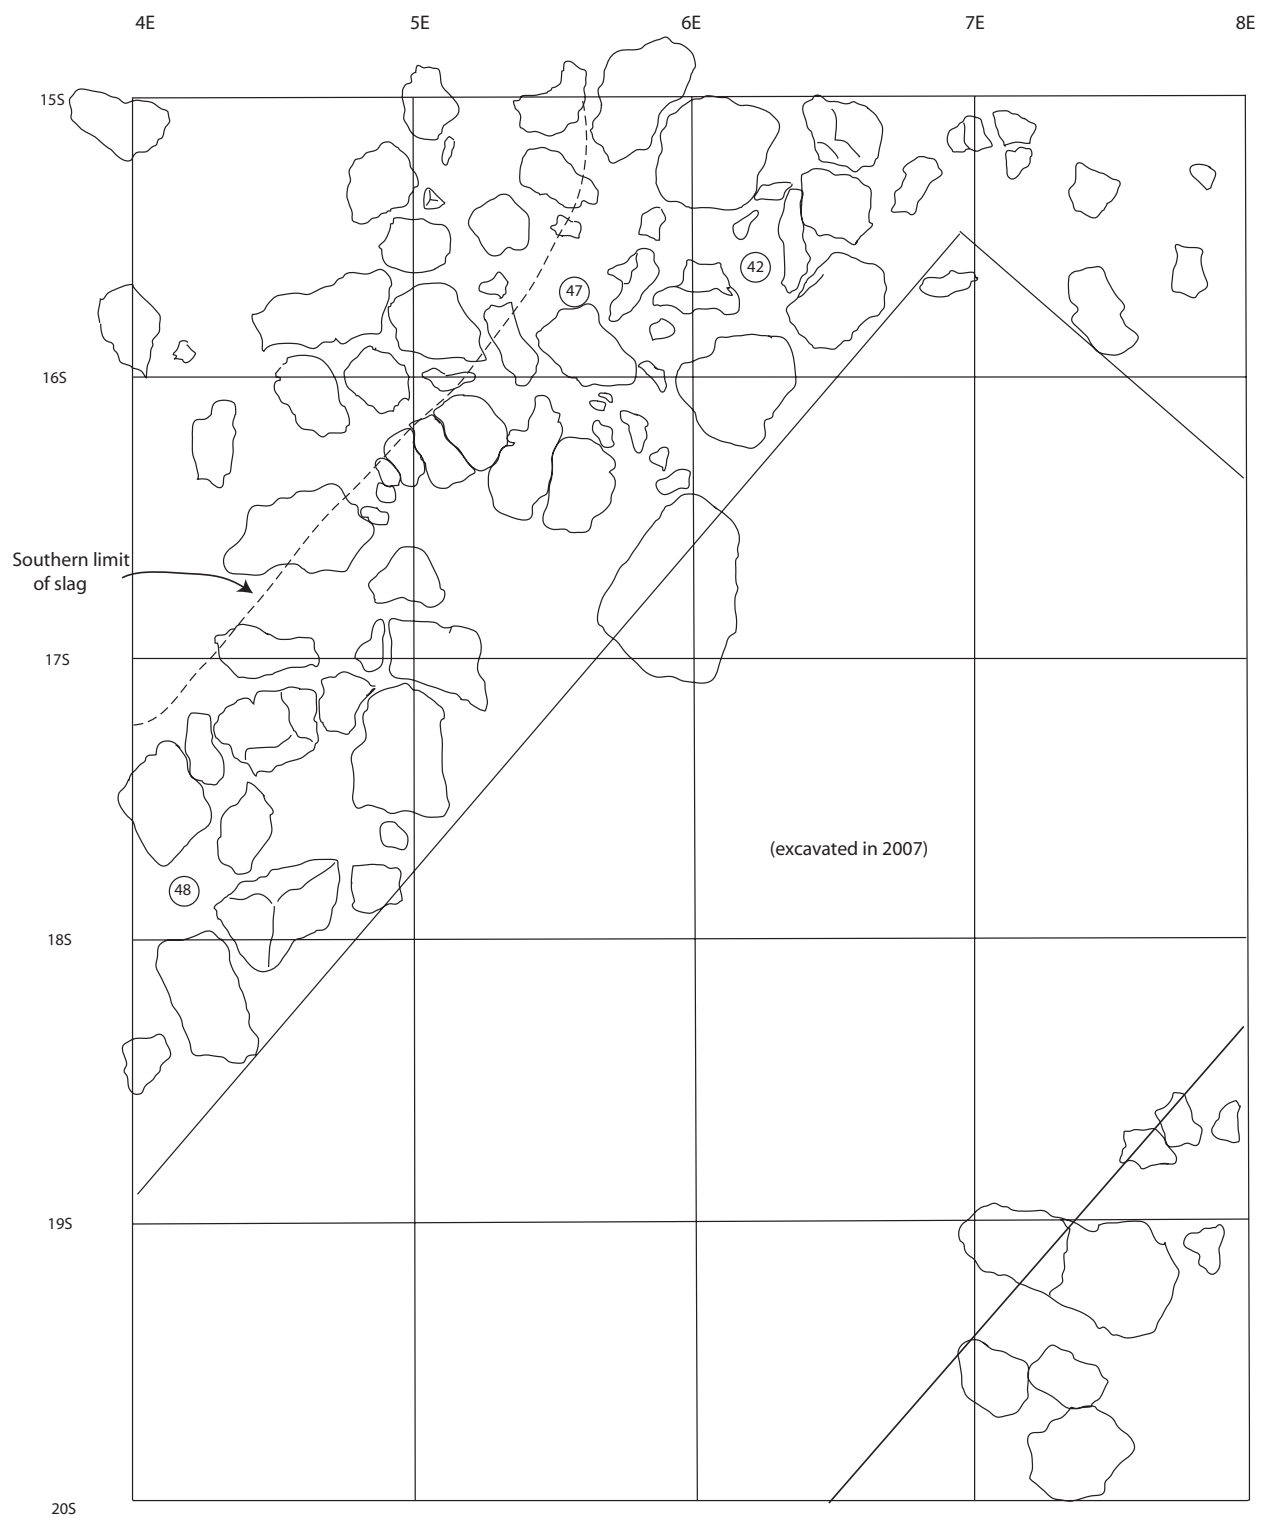 4E 5E 6E 7E 8E
15S
42
47
16S
Southern limit
of slag
17S
(excavated in 2007)
48
18S
19S
20S